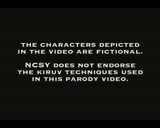 THE CHARACTERS DEPICTED
IN THE VIDEO ARE FICTIONAL.
NCSY DOES NOT ENDORSE
THE KIRUV TECHNIQUES USED
IN THIS PARODY VIDEO.